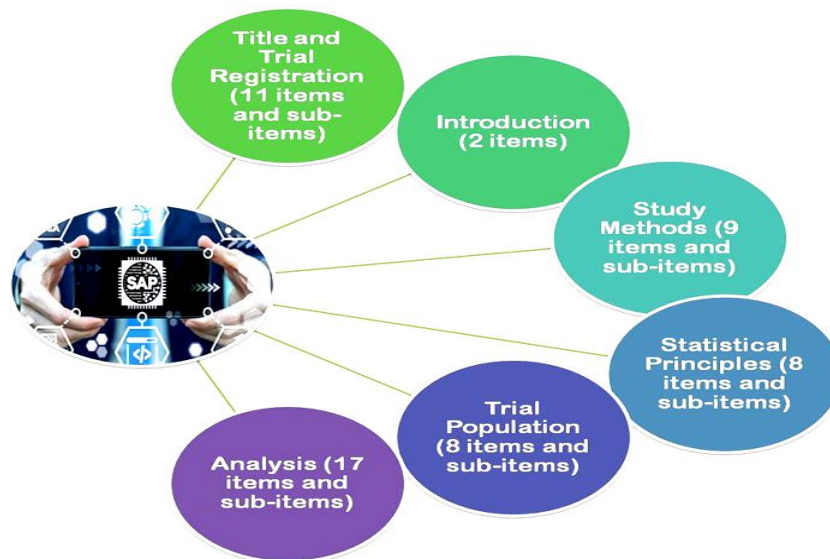 Title and
Trial
Registration
(11 items
and sub-
items)
Introduction
(2 items)
Study
Methods (9
items and
sub-items)
Statistical
Principles (8
items and
sub-items)
Trial
Population
(8 items and
sub-items)
Analysis (17
items and
sub-items)
SAP